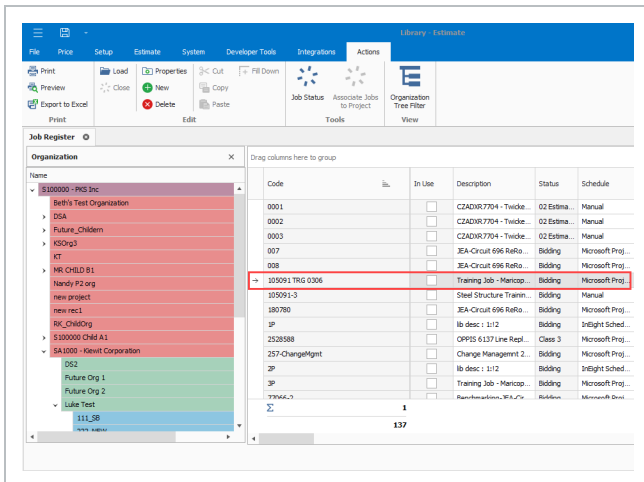 Library - Estimate
File Price Setup Estimate System Developer Tools Integrations Actions
Print Load Properties Cut Fill Down
Preview Close New Copy
Export to Excel Delete Paste
Job Status Associate Jobs to Project Organization Tree Filter
Print Edit Tools View
Job Register
Organization
Drag columns here to group
Name
Code In Use Description Status Schedule
S100000 - PKS Inc
Beth's Test Organization
DSA
Future_Childern
KSOrg3
KT
MR CHILD B1
Nandy P2 org
new project
new rec1
RK_ChildOrg
S100000 Child A1
SA1000 - Kiewit Corporation
DS2
Future Org 1
Future Org 2
Luke Test
111_SB
222_NEW
0001 CZADXR7704 - Twicke... 02 Estima... Manual
0002 CZADXR7704 - Twicke... 02 Estima... Manual
0003 CZADXR7704 - Twicke... 02 Estima... Manual
007 JEA-Circuit 696 ReRo... Bidding Microsoft Proj...
008 JEA-Circuit 696 ReRo... Bidding Microsoft Proj...
105091 TRG 0306 Training Job - Maricop... Bidding Microsoft Proj...
105091-3 Steel Structure Trainin... Bidding Manual
180780 JEA-Circuit 696 ReRo... Bidding Microsoft Proj...
1P lib desc : 1:!2 Bidding InEight Sched...
2528588 OPPIS 6137 Line Repl... Class 3 Microsoft Proj...
257-ChangeMgmt Change Managemnt 2... Bidding Microsoft Proj...
2P lib desc : 1:!2 Bidding InEight Sched...
3P Training Job - Maricop... Bidding Microsoft Proj...
77066-2 Benchmarking-JEA-Cir... Bidding Microsoft Proj...
Σ 1
137